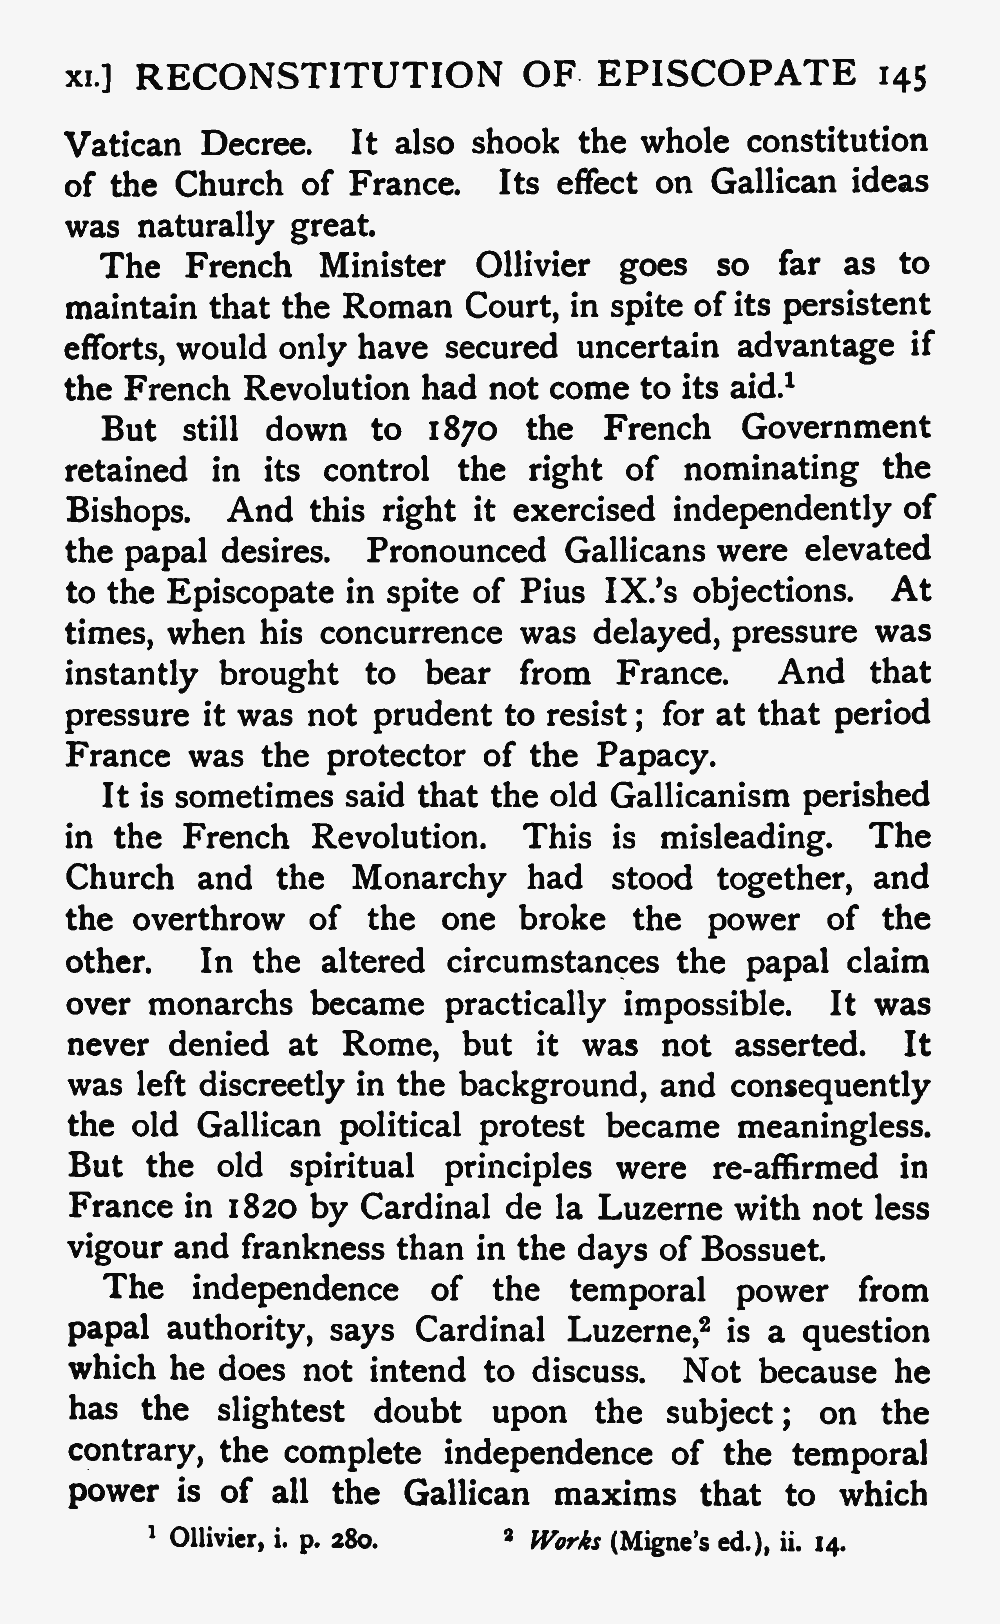 XI.] RECONSTITUTION OF EPISCOPATE 145
Vatican Decree. It also shook the whole constitution
of the Church of France. Its effect on Gallican ideas
was naturally great.
The French Minister Ollivier goes so far as to
maintain that the Roman Court, in spite of its persistent
efforts, would only have secured uncertain advantage if
the French Revolution had not come to its aid.¹
But still down to 1870 the French Government
retained in its control the right of nominating the
Bishops. And this right it exercised independently of
the papal desires. Pronounced Gallicans were elevated
to the Episcopate in spite of Pius IX.'s objections. At
times, when his concurrence was delayed, pressure was
instantly brought to bear from France. And that
pressure it was not prudent to resist; for at that period
France was the protector of the Papacy.
It is sometimes said that the old Gallicanism perished
in the French Revolution. This is misleading. The
Church and the Monarchy had stood together, and
the overthrow of the one broke the power of the
other. In the altered circumstances the papal claim
over monarchs became practically impossible. It was
never denied at Rome, but it was not asserted. It
was left discreetly in the background, and consequently
the old Gallican political protest became meaningless.
But the old spiritual principles were re-affirmed in
France in 1820 by Cardinal de la Luzerne with not less
vigour and frankness than in the days of Bossuet.
The independence of the temporal power from
papal authority, says Cardinal Luzerne,² is a question
which he does not intend to discuss. Not because he
has the slightest doubt upon the subject; on the
contrary, the complete independence of the temporal
power is of all the Gallican maxims that to which
¹ Ollivier, i. p. 280. ² Works (Migne's ed.), ii. 14.